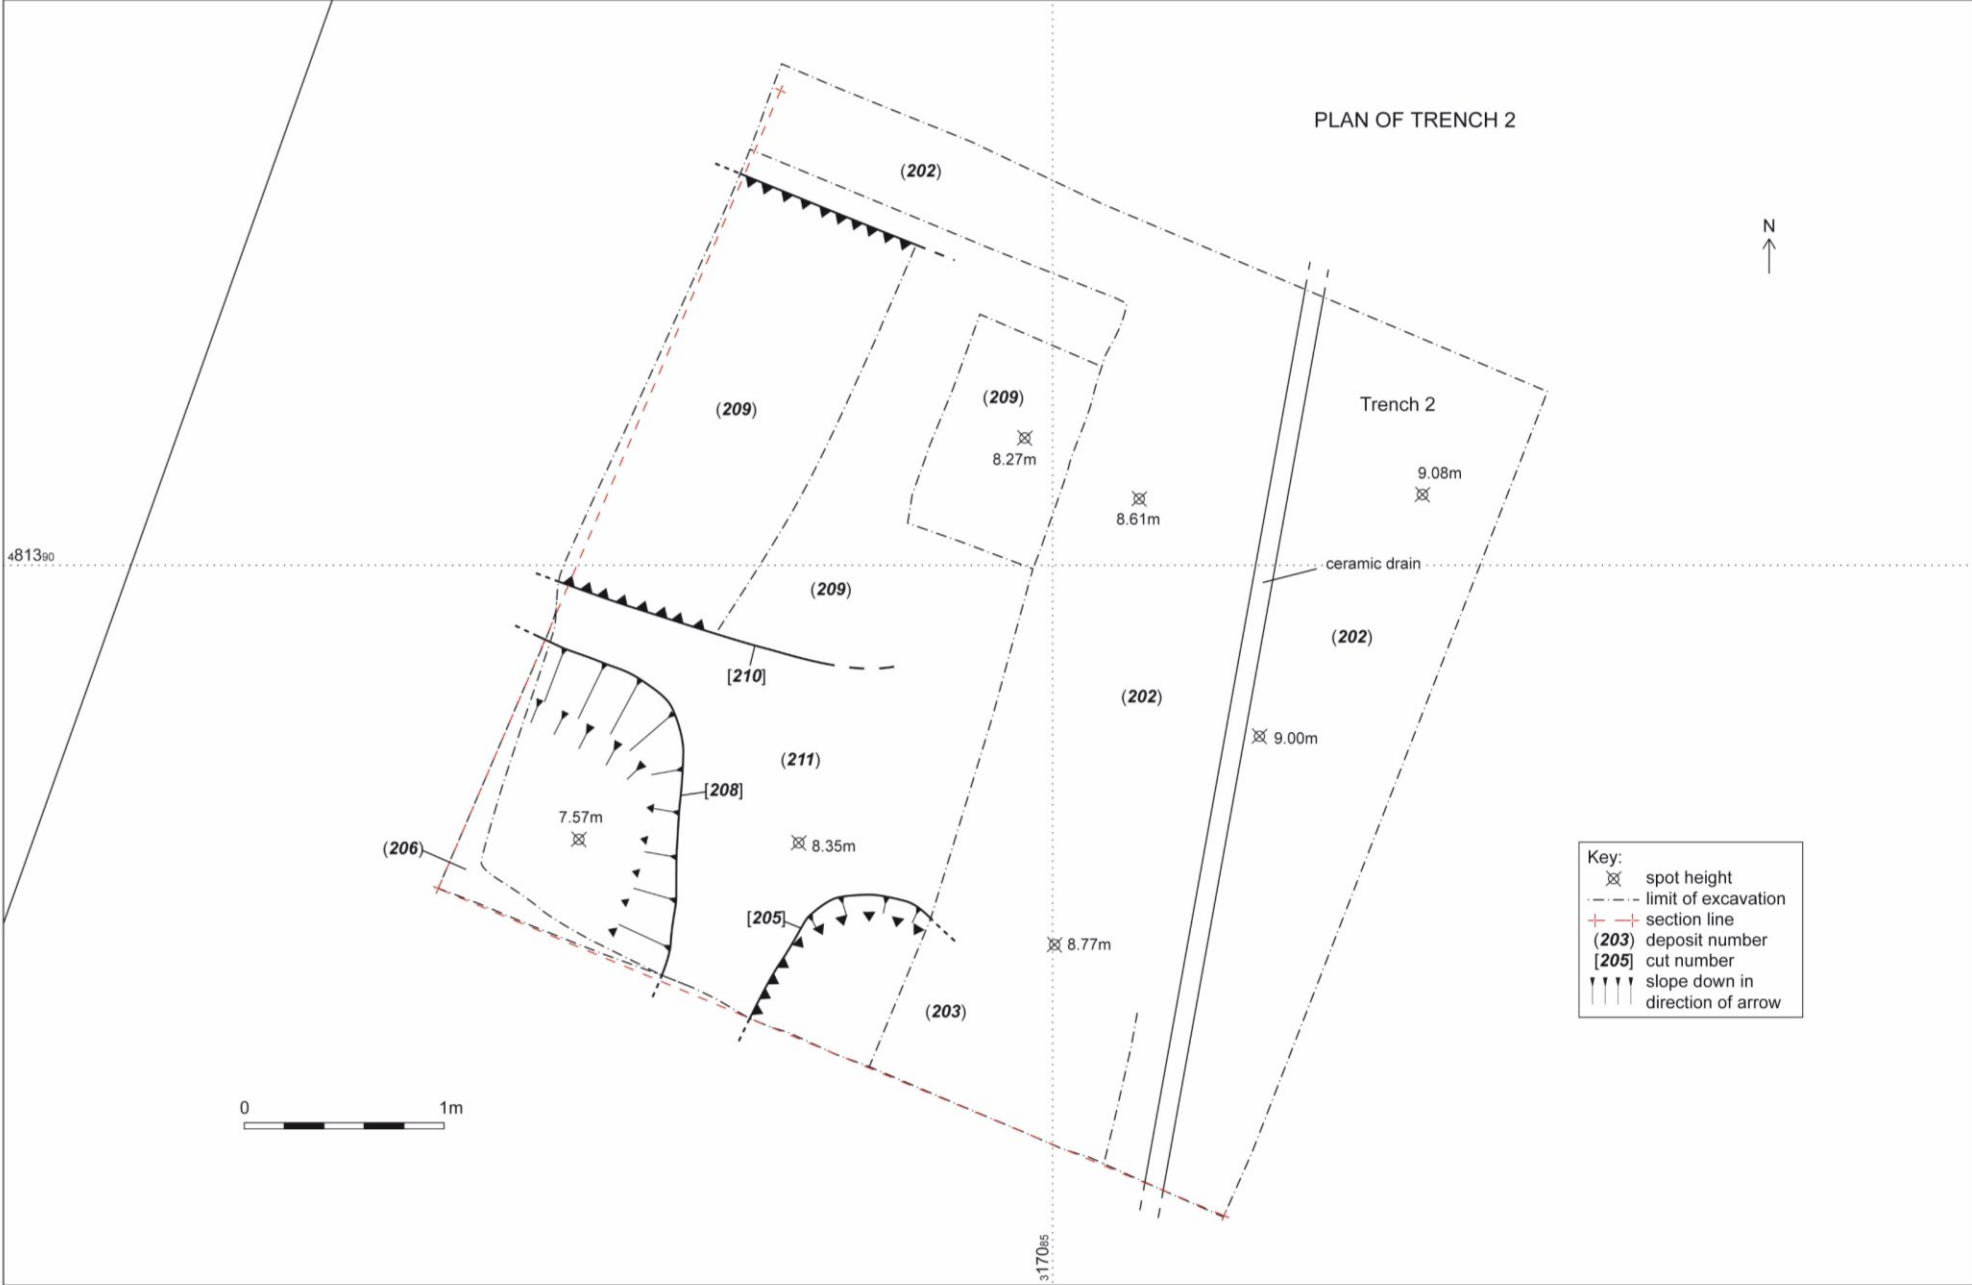 PLAN OF TRENCH 2
(202)
N
(209)
(209)
8.27m
Trench 2
9.08m
8.61m
481390
ceramic drain
(209)
(202)
[210]
(202)
9.00m
(211)
[208]
7.57m
8.35m
(206)
[205]
8.77m
(203)
Key:
spot height
limit of excavation
section line
(203) deposit number
[205] cut number
slope down in
direction of arrow
0 1m
317085